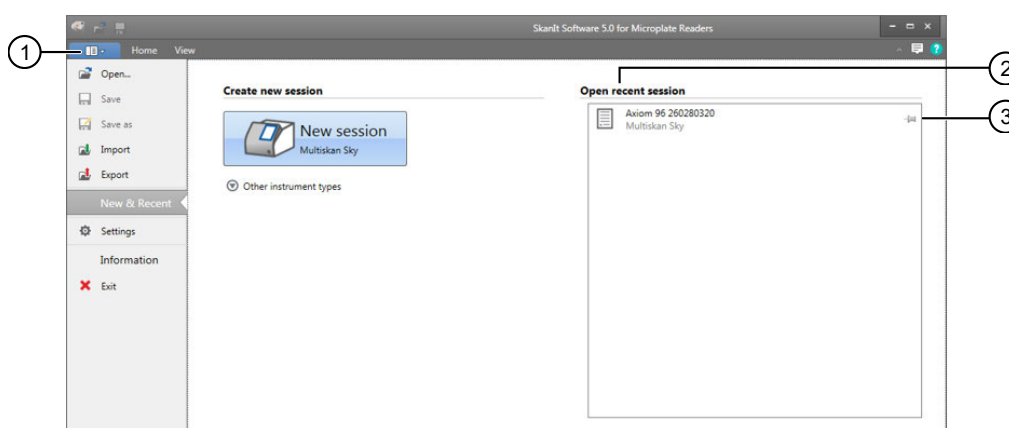 SkanIt Software 5.0 for Microplate Readers
1
Home View
2
Open...
Save
Save as
Import
Export
New & Recent
Settings
Information
Exit
Create new session
New session
Multiskan Sky
Other instrument types
Open recent session
Axiom 96 260280320
Multiskan Sky
3